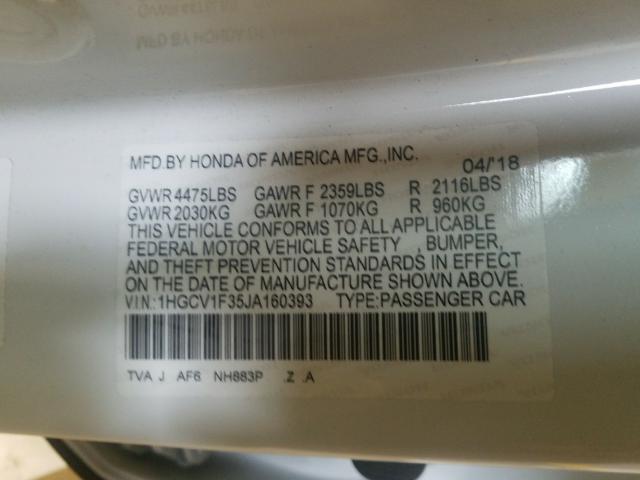 MFD.BY HONDA OF AMERICA MFG.,INC. 04/'18
GVWR 4475LBS GAWR F 2359LBS R 2116LBS
GVWR 2030KG GAWR F 1070KG R 960KG
THIS VEHICLE CONFORMS TO ALL APPLICABLE
FEDERAL MOTOR VEHICLE SAFETY , BUMPER,
AND THEFT PREVENTION STANDARDS IN EFFECT
ON THE DATE OF MANUFACTURE SHOWN ABOVE.
VIN:1HGCV1F35JA160393 TYPE:PASSENGER CAR
TVA J AF6 NH883P .Z .A